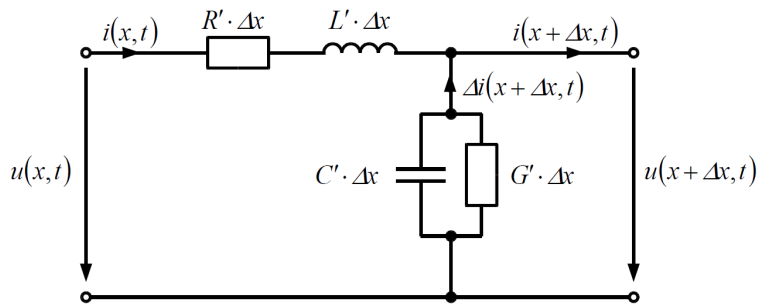 i(x,t)
R'·Δx
L'·Δx
i(x+Δx,t)
Δi(x+Δx,t)
u(x,t)
C'·Δx
G'·Δx
u(x+Δx,t)